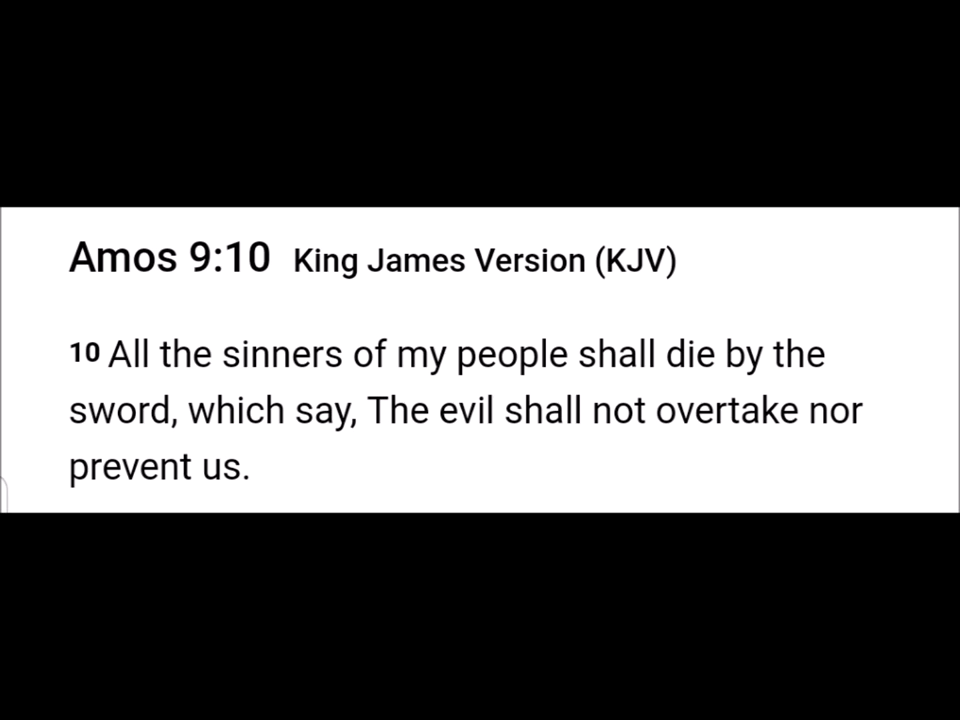 Amos 9:10 King James Version (KJV)
10 All the sinners of my people shall die by the
sword, which say, The evil shall not overtake nor
prevent us.